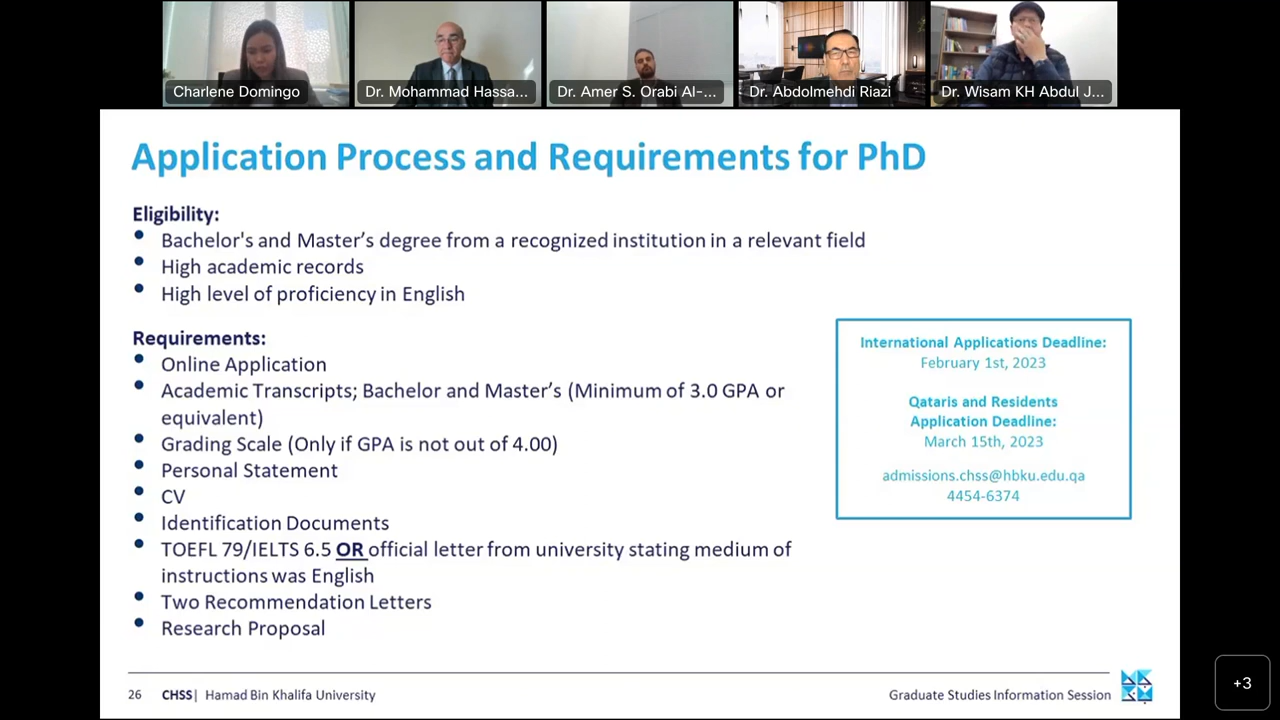 Charlene Domingo
Dr. Mohammad Hassa...
Dr. Amer S. Orabi Al-...
Dr. Abdolmehdi Riazi
Dr. Wisam KH Abdul J...
Application Process and Requirements for PhD
Eligibility:
• Bachelor's and Master’s degree from a recognized institution in a relevant field
• High academic records
• High level of proficiency in English
Requirements:
• Online Application
• Academic Transcripts; Bachelor and Master’s (Minimum of 3.0 GPA or
equivalent)
• Grading Scale (Only if GPA is not out of 4.00)
• Personal Statement
• CV
• Identification Documents
• TOEFL 79/IELTS 6.5 OR official letter from university stating medium of
instructions was English
• Two Recommendation Letters
• Research Proposal
International Applications Deadline:
February 1st, 2023
Qataris and Residents
Application Deadline:
March 15th, 2023
admissions.chss@hbku.edu.qa
4454-6374
26 CHSS| Hamad Bin Khalifa University
Graduate Studies Information Session
+3